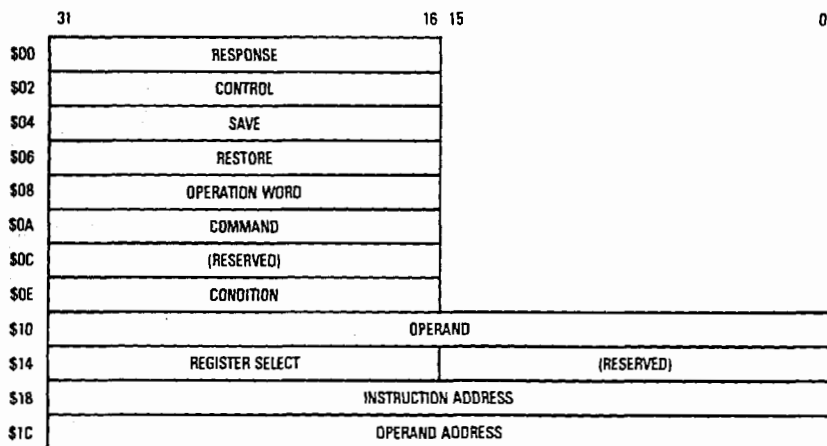 31 16 15 0
$00 RESPONSE
$02 CONTROL
$04 SAVE
$06 RESTORE
$08 OPERATION WORD
$0A COMMAND
$0C (RESERVED)
$0E CONDITION
$10 OPERAND
$14 REGISTER SELECT (RESERVED)
$18 INSTRUCTION ADDRESS
$1C OPERAND ADDRESS